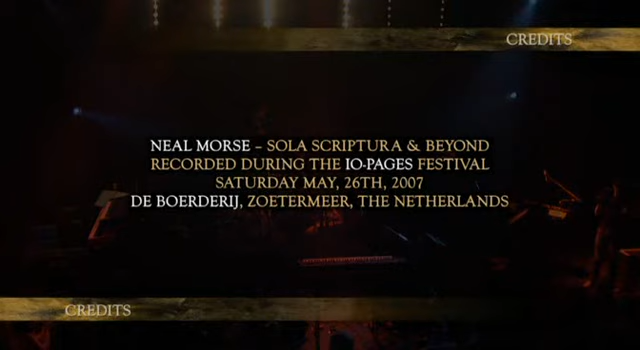 CREDITS
NEAL MORSE – SOLA SCRIPTURA & BEYOND
RECORDED DURING THE IO-PAGES FESTIVAL
SATURDAY MAY, 26TH, 2007
DE BOERDERIJ, ZOETERMEER, THE NETHERLANDS
CREDITS